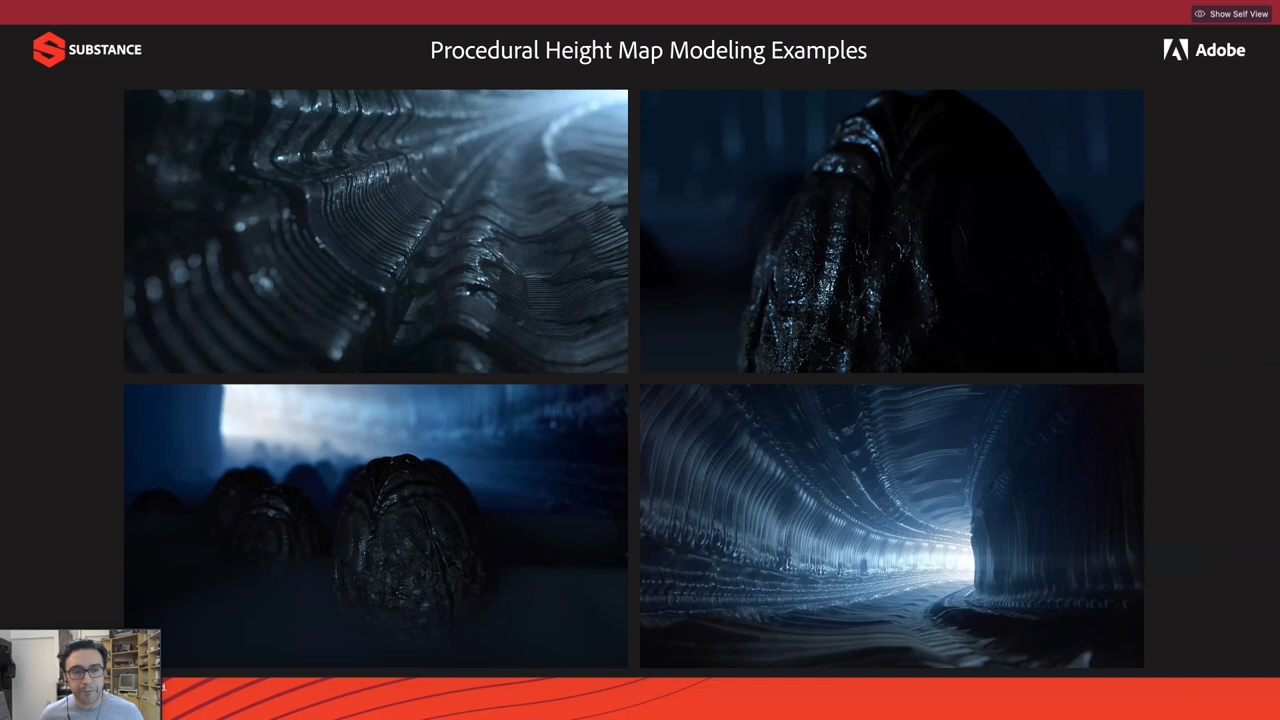 Show Self View
SUBSTANCE
Procedural Height Map Modeling Examples
Adobe